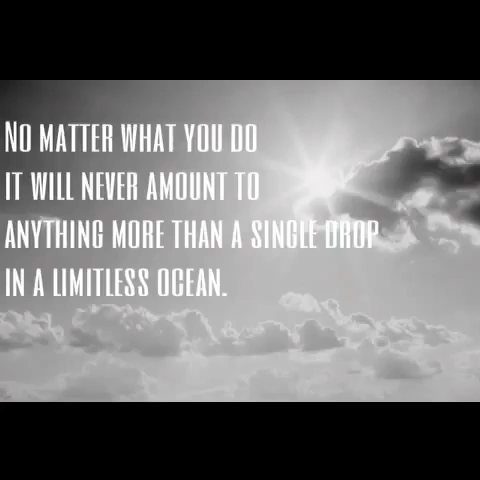 No matter what you do
it will never amount to
anything more than a single drop
in a limitless ocean.